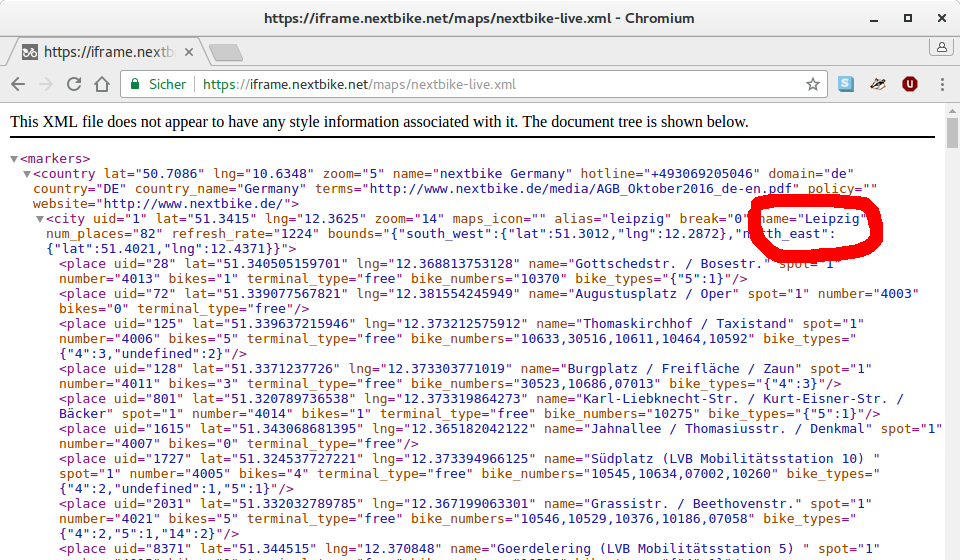 https://iframe.nextbike.net/maps/nextbike-live.xml - Chromium
https://iframe.nextb
Sicher https://iframe.nextbike.net/maps/nextbike-live.xml
This XML file does not appear to have any style information associated with it. The document tree is shown below.
▼<markers>
▼<country lat="50.7086" lng="10.6348" zoom="5" name="nextbike Germany" hotline="+493069205046" domain="de"
country="DE" country_name="Germany" terms="http://www.nextbike.de/media/AGB_Oktober2016_de-en.pdf" policy=""
website="http://www.nextbike.de/">
▼<city uid="1" lat="51.3415" lng="12.3625" zoom="14" maps_icon="" alias="leipzig" break="0" name="Leipzig"
num_places="82" refresh_rate="1224" bounds="{"south_west":{"lat":51.3012,"lng":12.2872},"north_east":
{"lat":51.4021,"lng":12.4371}}">
<place uid="28" lat="51.340505159701" lng="12.368813753128" name="Gottschedstr. / Bosestr." spot="1"
number="4013" bikes="1" terminal_type="free" bike_numbers="10370" bike_types="{"5":1}"/>
<place uid="72" lat="51.339077567821" lng="12.381554245949" name="Augustusplatz / Oper" spot="1" number="4003"
bikes="0" terminal_type="free"/>
<place uid="125" lat="51.339637215946" lng="12.373212575912" name="Thomaskirchhof / Taxistand" spot="1"
number="4006" bikes="5" terminal_type="free" bike_numbers="10633,30516,10611,10464,10592" bike_types="
{"4":3,"undefined":2}"/>
<place uid="128" lat="51.3371237726" lng="12.373303771019" name="Burgplatz / Freifläche / Zaun" spot="1"
number="4011" bikes="3" terminal_type="free" bike_numbers="30523,10686,07013" bike_types="{"4":3}"/>
<place uid="801" lat="51.320789736538" lng="12.373319864273" name="Karl-Liebknecht-Str. / Kurt-Eisner-Str. /
Bäcker" spot="1" number="4014" bikes="1" terminal_type="free" bike_numbers="10275" bike_types="{"5":1}"/>
<place uid="1615" lat="51.343068681395" lng="12.365182042122" name="Jahnallee / Thomasiusstr. / Denkmal" spot="1"
number="4007" bikes="0" terminal_type="free"/>
<place uid="1727" lat="51.324537727221" lng="12.373394966125" name="Südplatz (LVB Mobilitätsstation 10) "
spot="1" number="4005" bikes="4" terminal_type="free" bike_numbers="10545,10634,07002,10260" bike_types="
{"4":2,"undefined":1,"5":1}"/>
<place uid="2031" lat="51.332032789785" lng="12.367199063301" name="Grassistr. / Beethovenstr." spot="1"
number="4021" bikes="5" terminal_type="free" bike_numbers="10546,10529,10376,10186,07058" bike_types="
{"4":2,"5":1,"14":2}"/>
<place uid="8371" lat="51.344515" lng="12.370848" name="Goerdelering (LVB Mobilitätsstation 5) " spot="1"